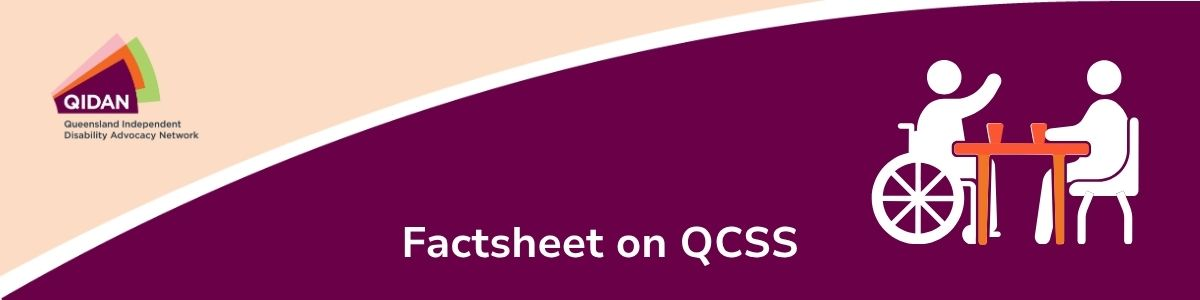 QIDAN
Queensland Independent
Disability Advocacy Network
Factsheet on QCSS